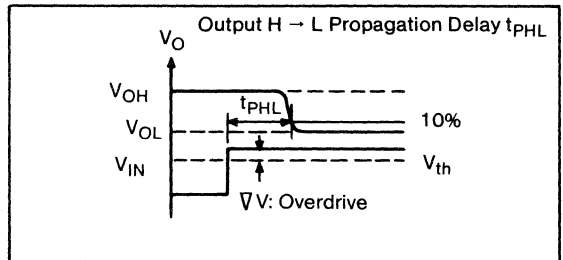 Output H → L Propagation Delay tPHL
VO
VOH
tPHL
10%
VOL
VIN
Vth
∇V: Overdrive